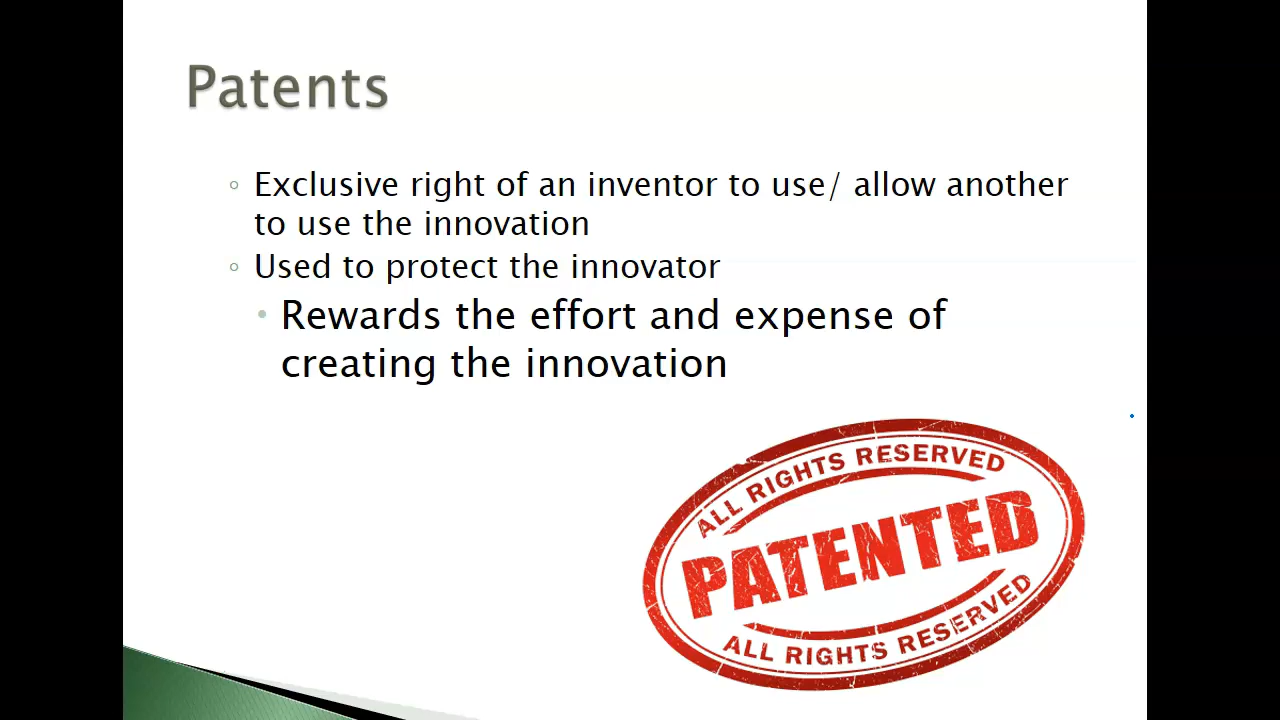 Patents
◦ Exclusive right of an inventor to use/ allow another
to use the innovation
◦ Used to protect the innovator
• Rewards the effort and expense of
creating the innovation
ALL RIGHTS RESERVED
PATENTED
ALL RIGHTS RESERVED